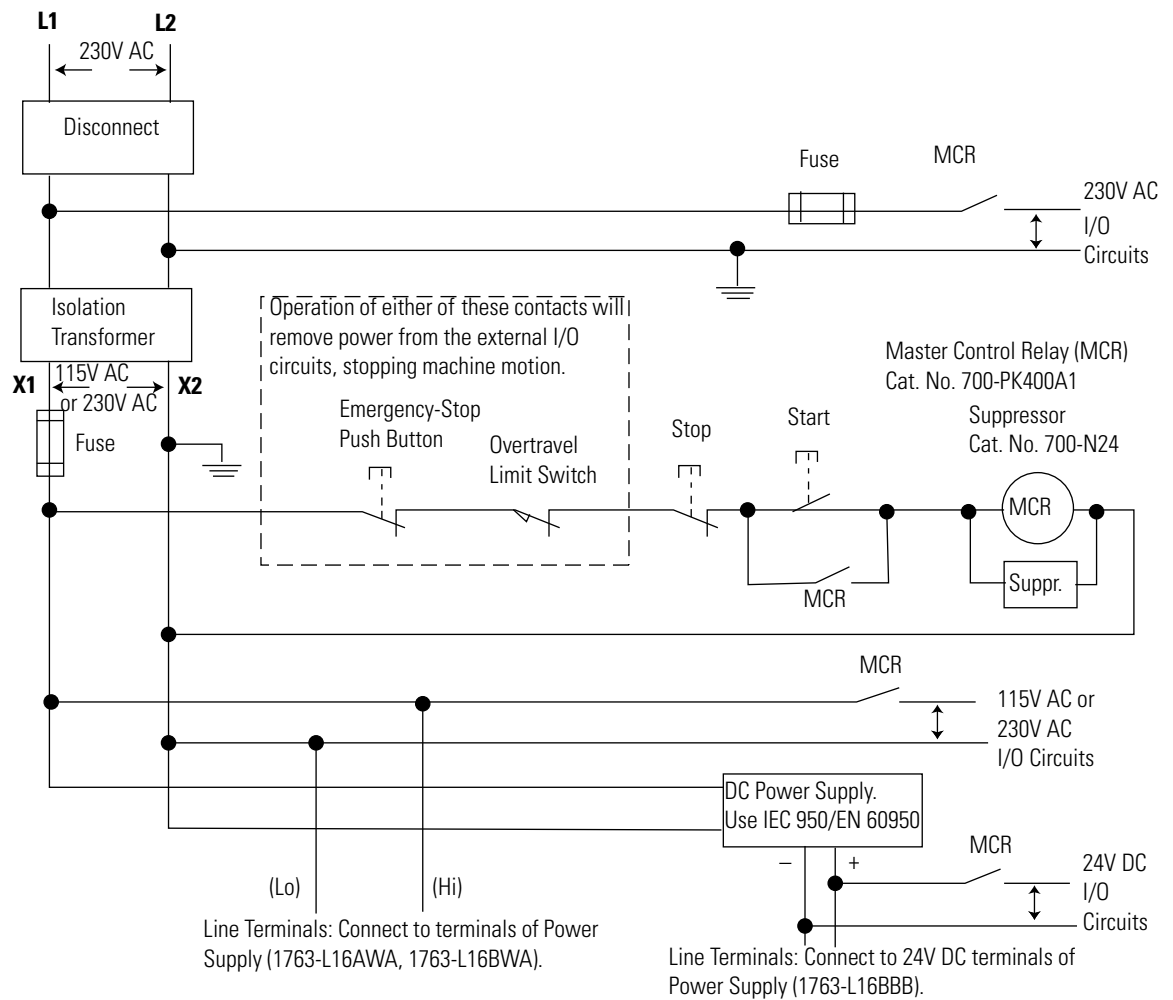 L1
L2
230V AC
Disconnect
Fuse
MCR
230V AC
I/O
Circuits
Isolation
Transformer
Operation of either of these contacts will
remove power from the external I/O
circuits, stopping machine motion.
X1
115V AC
or 230V AC
X2
Fuse
Emergency-Stop
Push Button
Overtravel
Limit Switch
Stop
Start
Master Control Relay (MCR)
Cat. No. 700-PK400A1
Suppressor
Cat. No. 700-N24
MCR
Suppr.
MCR
MCR
115V AC or
230V AC
I/O Circuits
DC Power Supply.
Use IEC 950/EN 60950
– +
MCR
24V DC
I/O
Circuits
(Lo)
(Hi)
Line Terminals: Connect to terminals of Power
Supply (1763-L16AWA, 1763-L16BWA).
Line Terminals: Connect to 24V DC terminals of
Power Supply (1763-L16BBB).